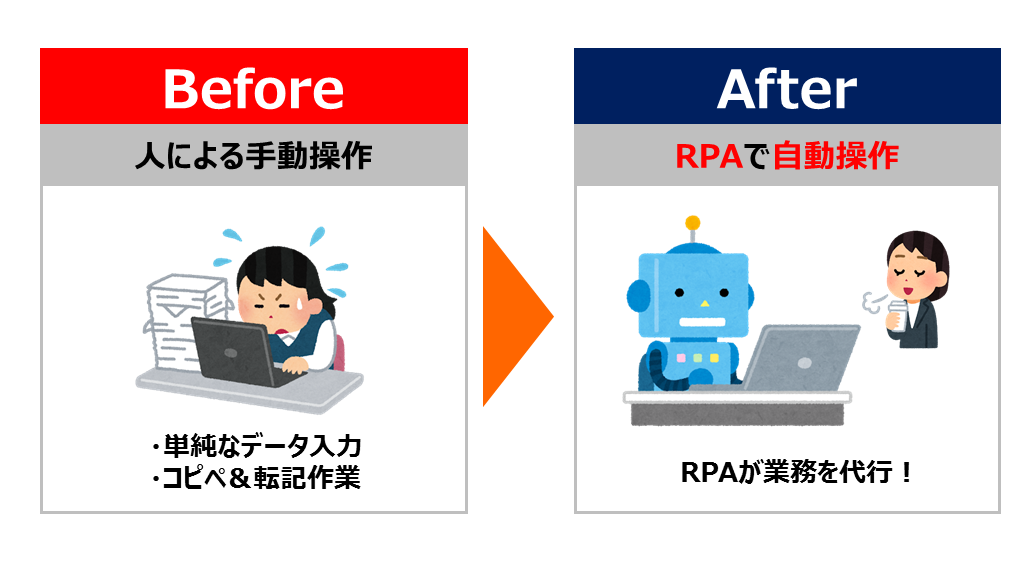 Before
人による手動操作
・単純なデータ入力
・コピペ＆転記作業
After
RPAで自動操作
RPAが業務を代行！